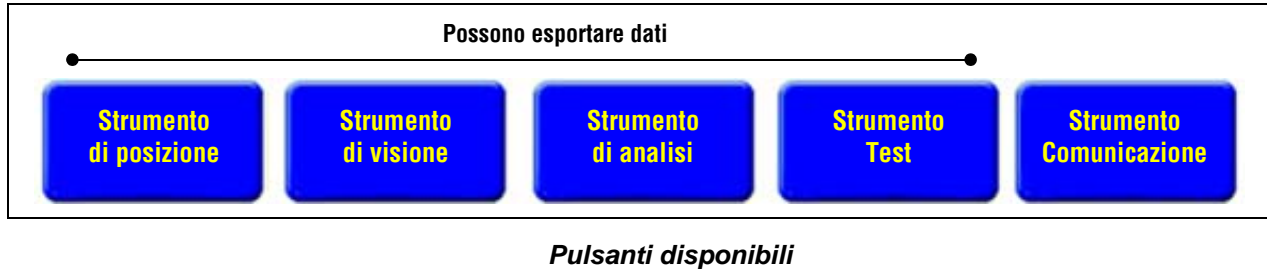 Possono esportare dati
Strumento
di posizione
Strumento
di visione
Strumento
di analisi
Strumento
Test
Strumento
Comunicazione
Pulsanti disponibili